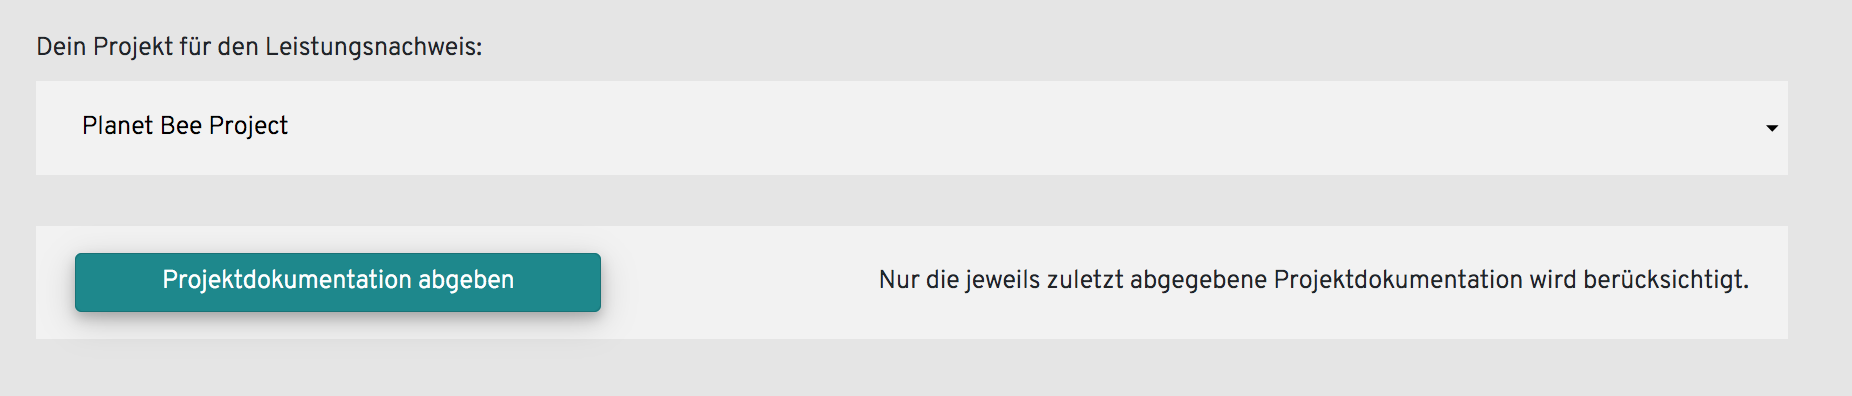 Dein Projekt für den Leistungsnachweis:
Planet Bee Project
Projektdokumentation abgeben
Nur die jeweils zuletzt abgegebene Projektdokumentation wird berücksichtigt.